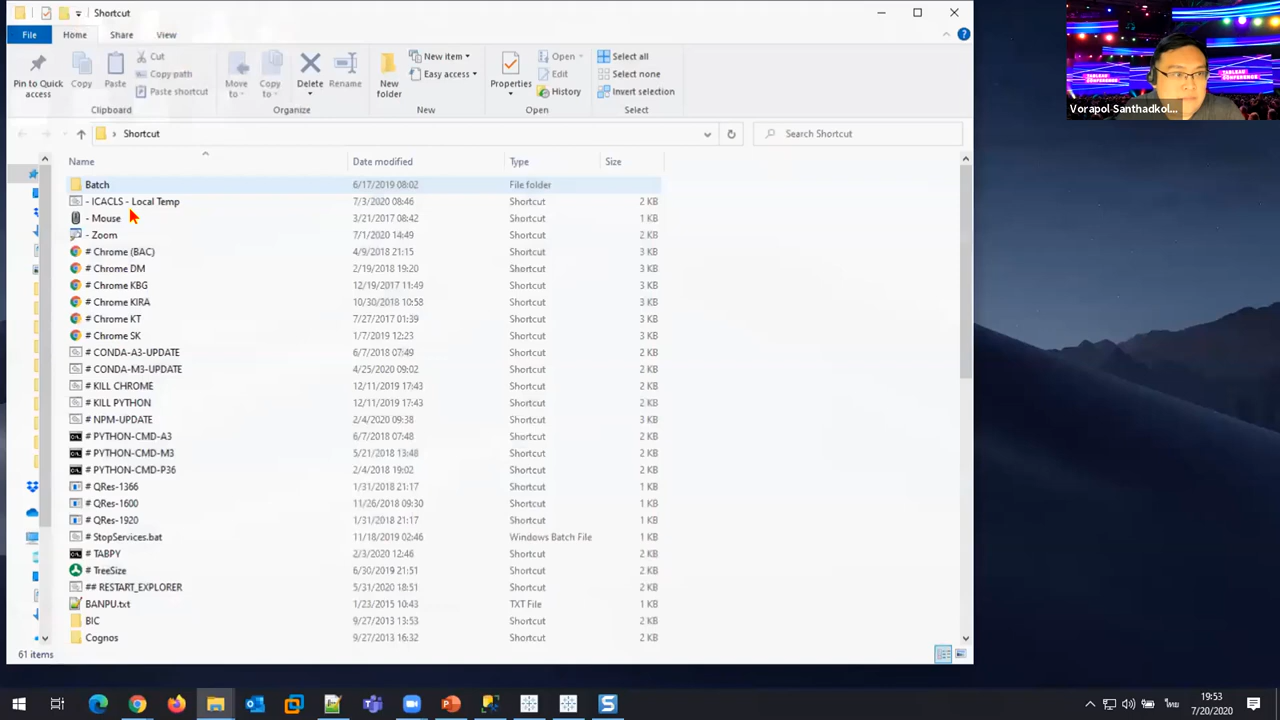 Shortcut
File Home Share View
Pin to Quick access
Copy
Paste
Cut
Copy path
Paste shortcut
Clipboard
Move to
Copy to
Delete
Rename
Organize
New folder
New item
Easy access
New
Properties
Open
Edit
History
Open
Select all
Select none
Invert selection
Select
Shortcut
Search Shortcut
Name Date modified Type Size
Batch 6/17/2019 08:02 File folder
- ICACLS - Local Temp 7/3/2020 08:46 Shortcut 2 KB
- Mouse 3/21/2017 08:42 Shortcut 1 KB
- Zoom 7/1/2020 14:49 Shortcut 2 KB
# Chrome (BAC) 4/9/2018 21:15 Shortcut 3 KB
# Chrome DM 2/19/2018 19:20 Shortcut 3 KB
# Chrome KBG 12/19/2017 11:49 Shortcut 3 KB
# Chrome KIRA 10/30/2018 10:58 Shortcut 3 KB
# Chrome KT 7/27/2017 01:39 Shortcut 3 KB
# Chrome SK 1/7/2019 12:23 Shortcut 3 KB
# CONDA-A3-UPDATE 6/7/2018 07:49 Shortcut 2 KB
# CONDA-M3-UPDATE 4/25/2020 09:02 Shortcut 2 KB
# KILL CHROME 12/11/2019 17:43 Shortcut 2 KB
# KILL PYTHON 12/11/2019 17:43 Shortcut 2 KB
# NPM-UPDATE 2/4/2020 09:38 Shortcut 3 KB
# PYTHON-CMD-A3 6/7/2018 07:48 Shortcut 2 KB
# PYTHON-CMD-M3 5/21/2018 13:48 Shortcut 2 KB
# PYTHON-CMD-P36 2/4/2018 19:02 Shortcut 2 KB
# QRes-1366 1/31/2018 21:17 Shortcut 1 KB
# QRes-1600 11/26/2018 09:30 Shortcut 1 KB
# QRes-1920 1/31/2018 21:17 Shortcut 1 KB
# StopServices.bat 11/18/2019 02:46 Windows Batch File 1 KB
# TABPY 2/3/2020 12:46 Shortcut 2 KB
# TreeSize 6/30/2019 21:51 Shortcut 2 KB
## RESTART_EXPLORER 5/31/2020 18:51 Shortcut 2 KB
BANPU.txt 1/23/2015 10:43 TXT File 1 KB
BIC 9/27/2013 13:53 Shortcut 2 KB
Cognos 9/27/2013 16:32 Shortcut 2 KB
61 items
TABLEAU CONFERENCE
TABLEAU CONFERENCE
Vorapol Santhadkol...
ไทย
19:53
7/20/2020